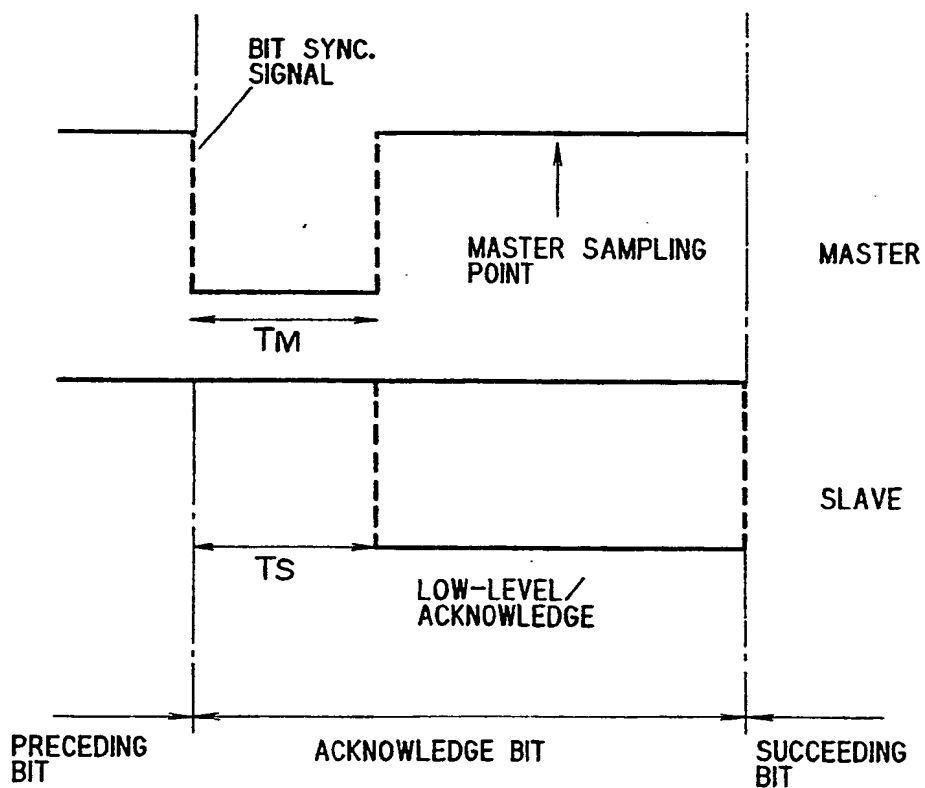 BIT SYNC.
SIGNAL
MASTER SAMPLING
POINT
MASTER
TM
SLAVE
TS
LOW-LEVEL/
ACKNOWLEDGE
PRECEDING
BIT
ACKNOWLEDGE BIT
SUCCEEDING
BIT